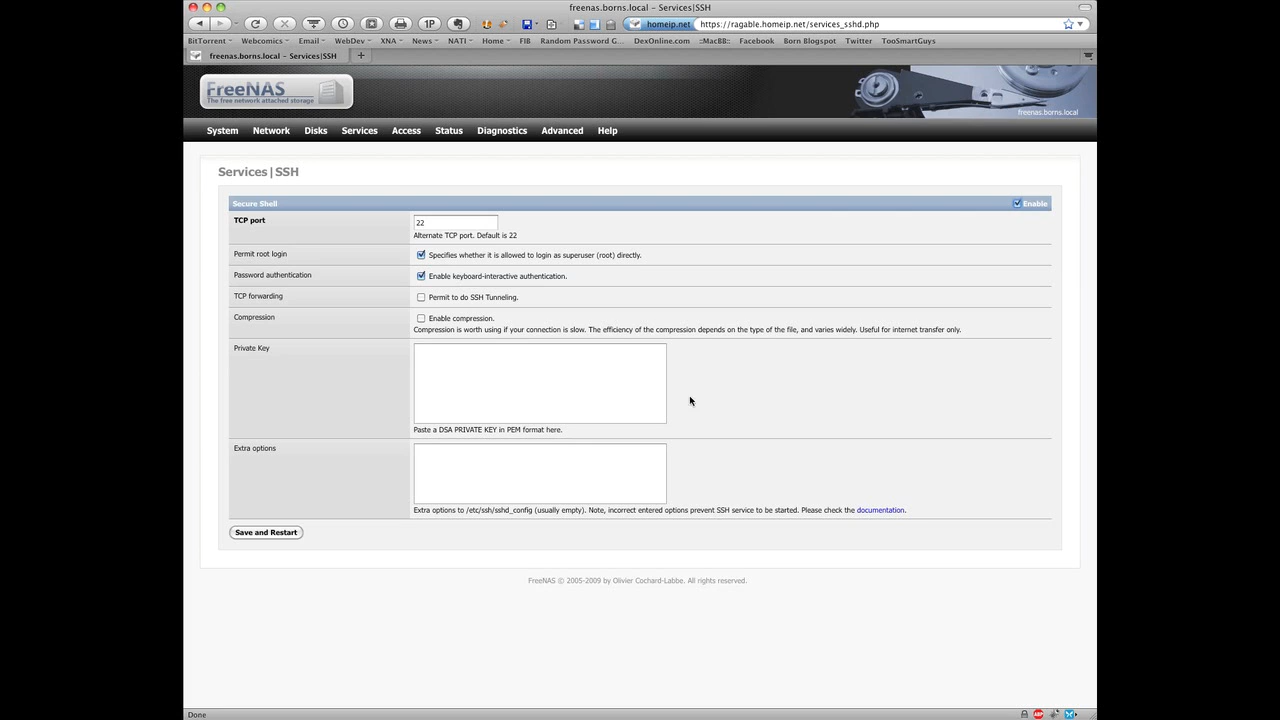 freenas.borns.local – Services|SSH
1P
homeip.net
https://ragable.homeip.net/services_sshd.php
BitTorrent
Webcomics
Email
WebDev
XNA
News
NATI
Home
FIB
Random Password G...
DexOnline.com
::MacBB::
Facebook
Born Blogspot
Twitter
TooSmartGuys
freenas.borns.local – Services|SSH
FreeNAS
The free network attached storage
freenas.borns.local
System
Network
Disks
Services
Access
Status
Diagnostics
Advanced
Help
Services|SSH
Secure Shell
Enable
TCP port
22
Alternate TCP port. Default is 22
Permit root login
Specifies whether it is allowed to login as superuser (root) directly.
Password authentication
Enable keyboard-interactive authentication.
TCP forwarding
Permit to do SSH Tunneling.
Compression
Enable compression.
Compression is worth using if your connection is slow. The efficiency of the compression depends on the type of the file, and varies widely. Useful for internet transfer only.
Private Key
Paste a DSA PRIVATE KEY in PEM format here.
Extra options
Extra options to /etc/ssh/sshd_config (usually empty). Note, incorrect entered options prevent SSH service to be started. Please check the documentation.
Save and Restart
FreeNAS © 2005-2009 by Olivier Cochard-Labbe. All rights reserved.
Done
ABP